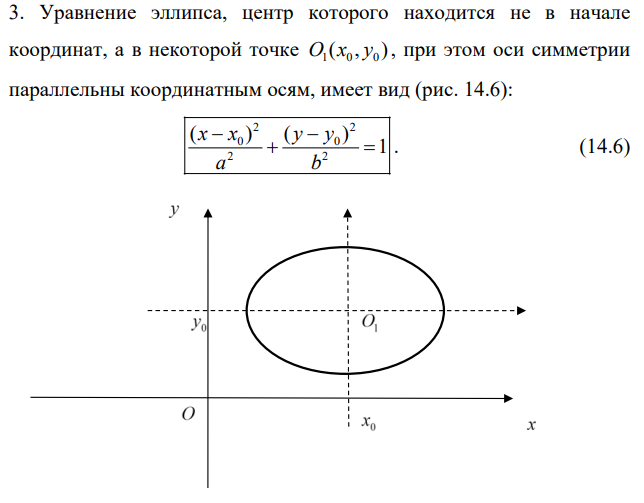 3. Уравнение эллипса, центр которого находится не в начале
координат, а в некоторой точке O₁(x₀, y₀), при этом оси симметрии
параллельны координатным осям, имеет вид (рис. 14.6):
(x − x₀)²/a² + (y − y₀)²/b² = 1. (14.6)
y
y₀ O₁
O x₀ x